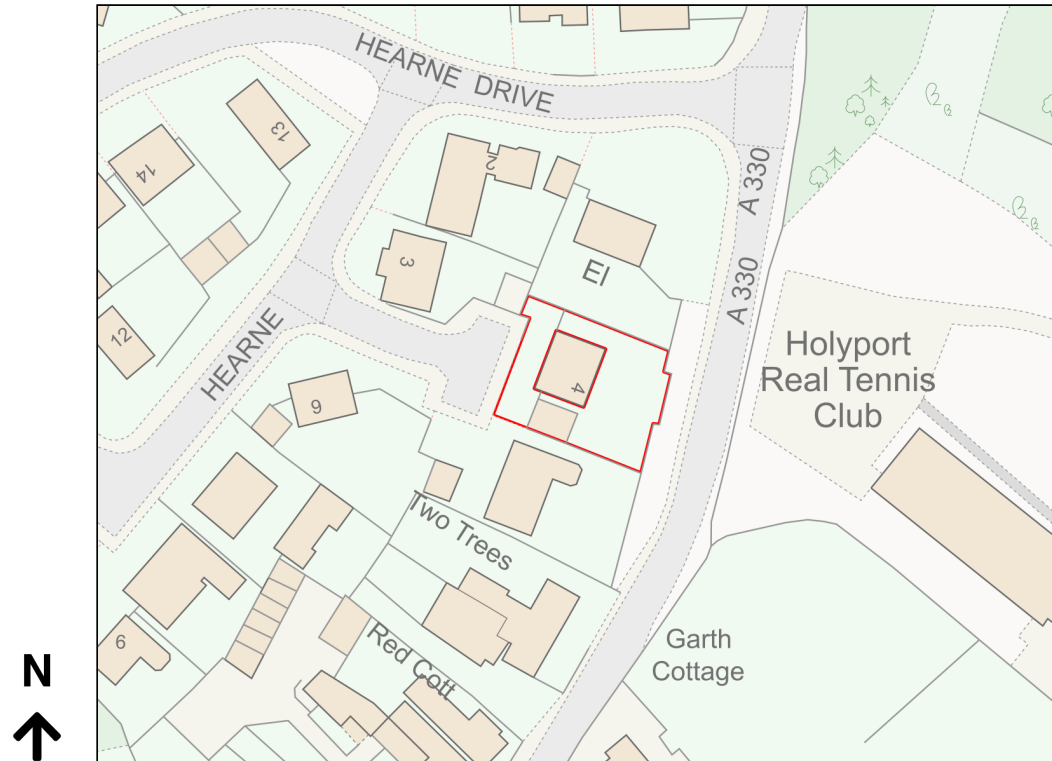 HEARNE DRIVE
A 330
13
14
2
3
El
A 330
12
HEARNE
Holyport
Real Tennis
Club
4
9
Two Trees
6
Red Cott
Garth
Cottage
N